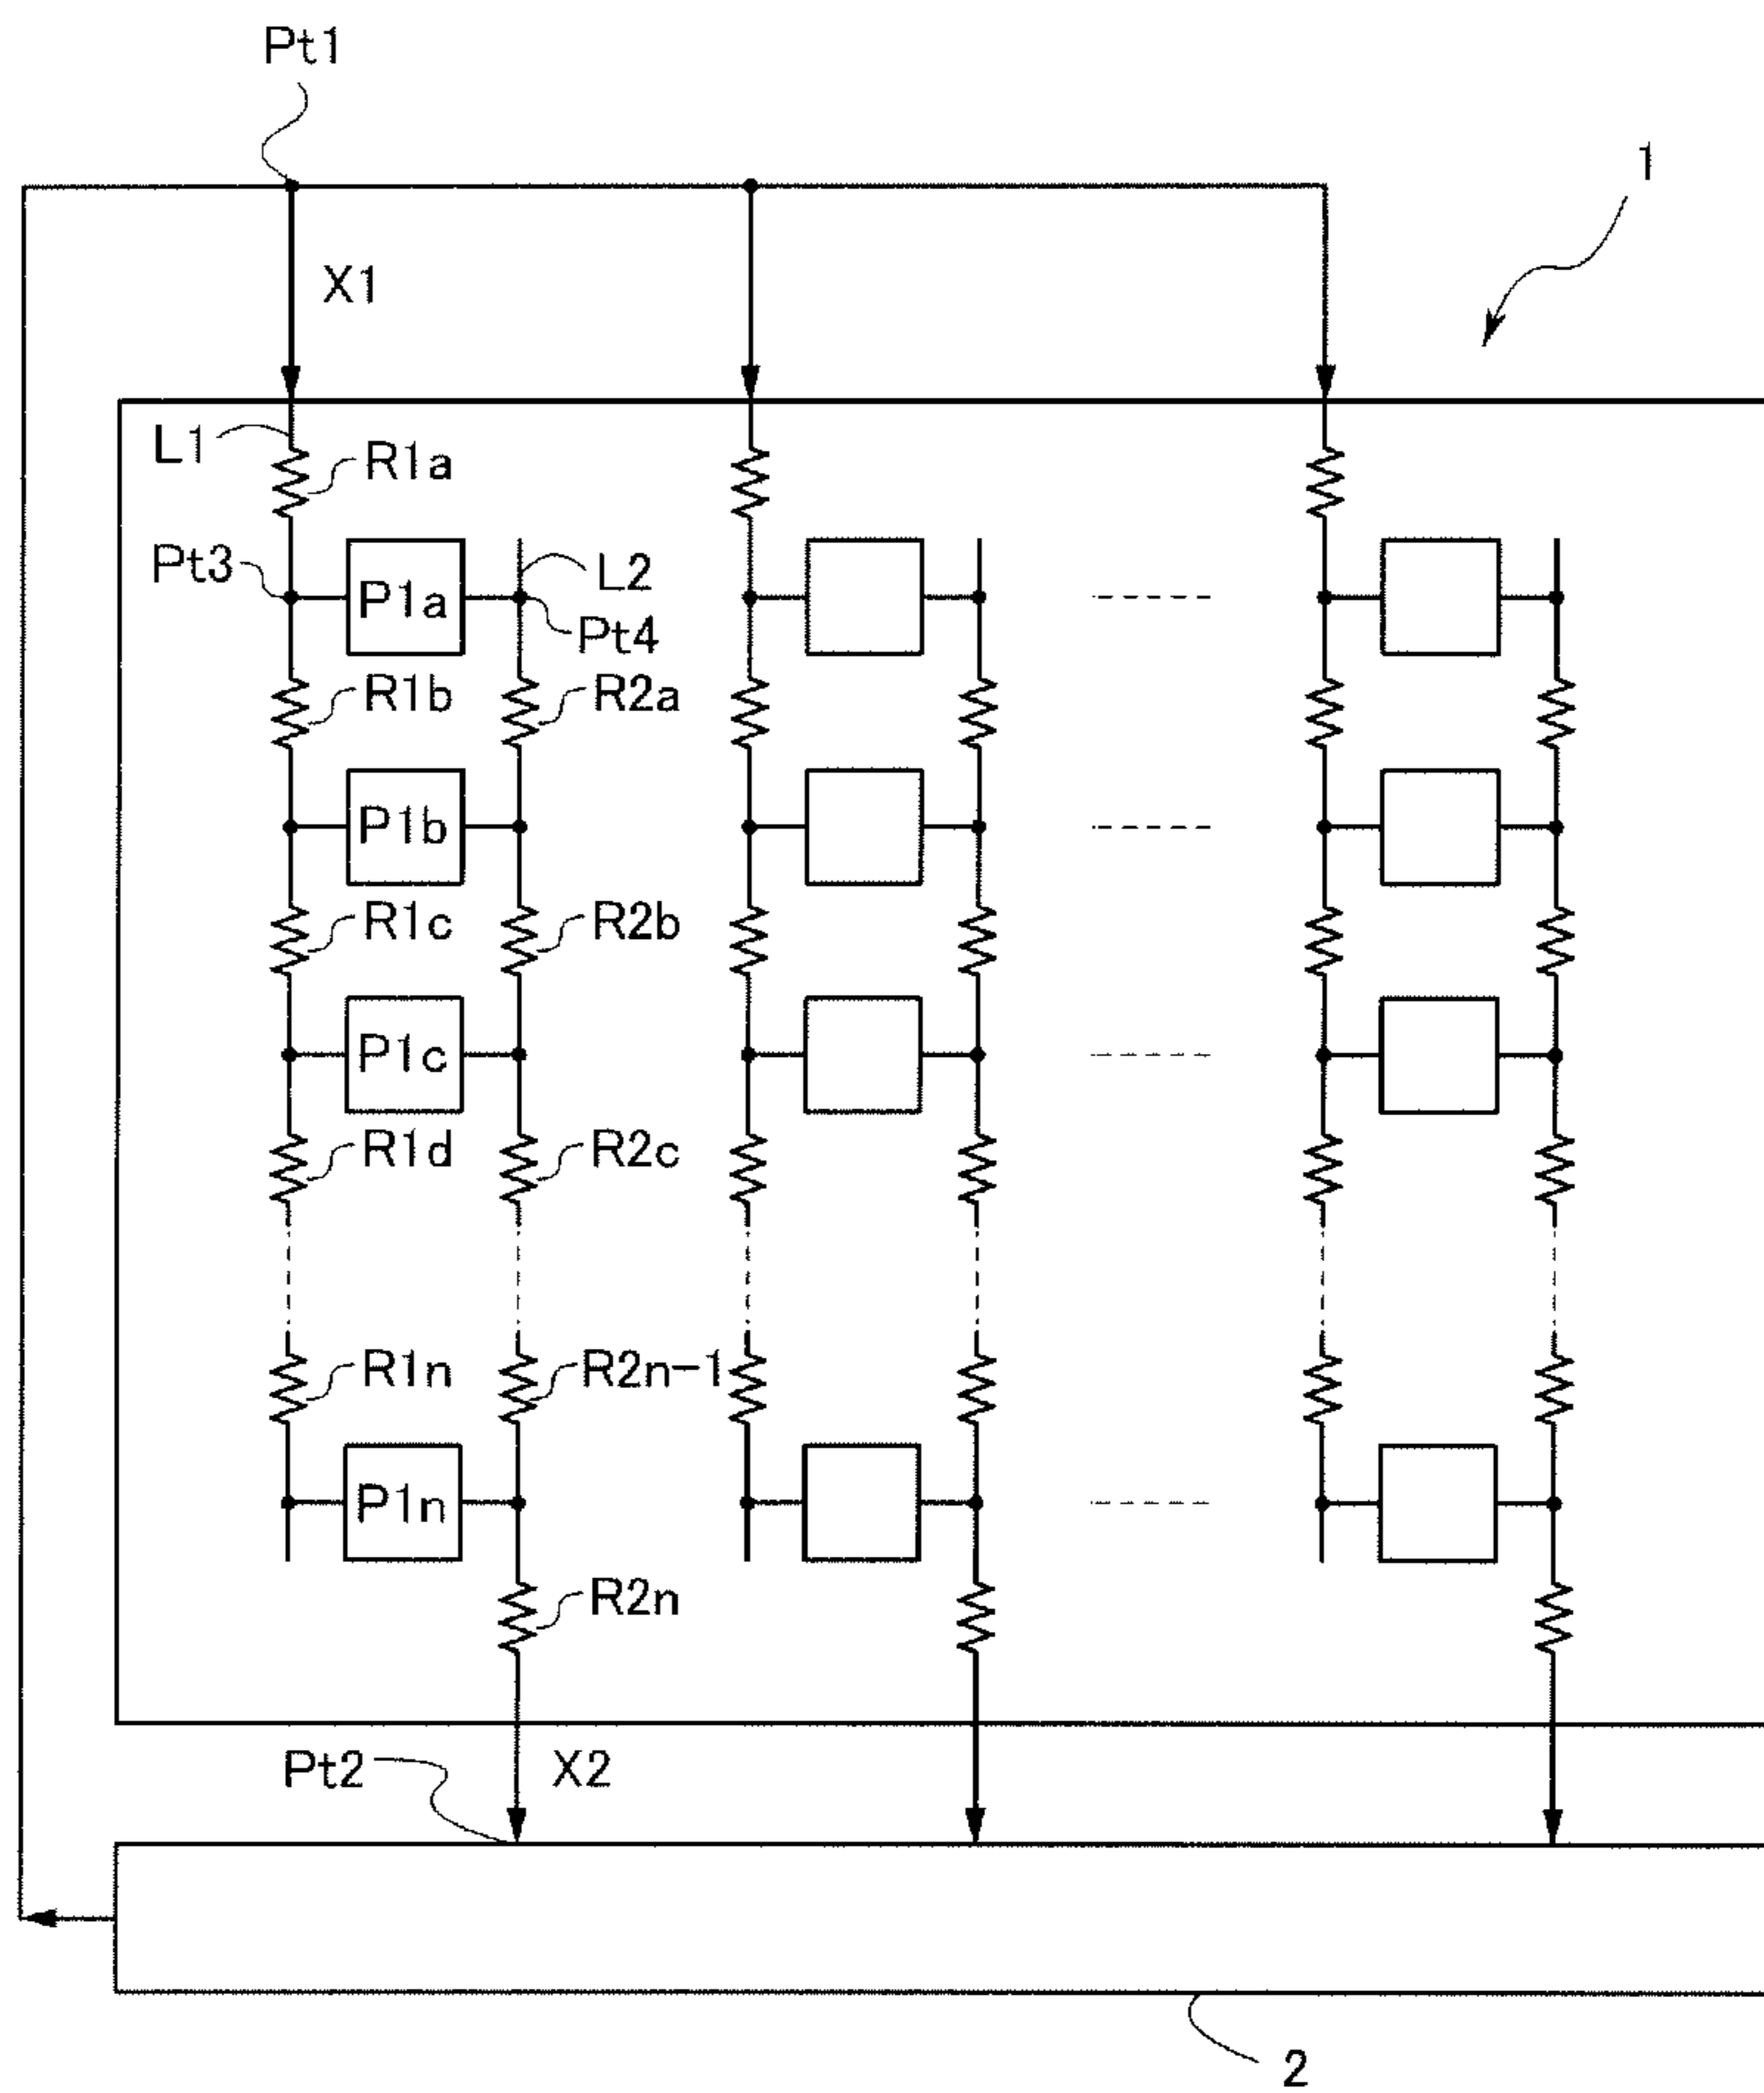 Pt1
1
X1
L1
R1a
Pt3
P1a
L2
Pt4
R1b
R2a
P1b
R1c
R2b
P1c
R1d
R2c
R1n
R2n-1
P1n
R2n
Pt2
X2
2